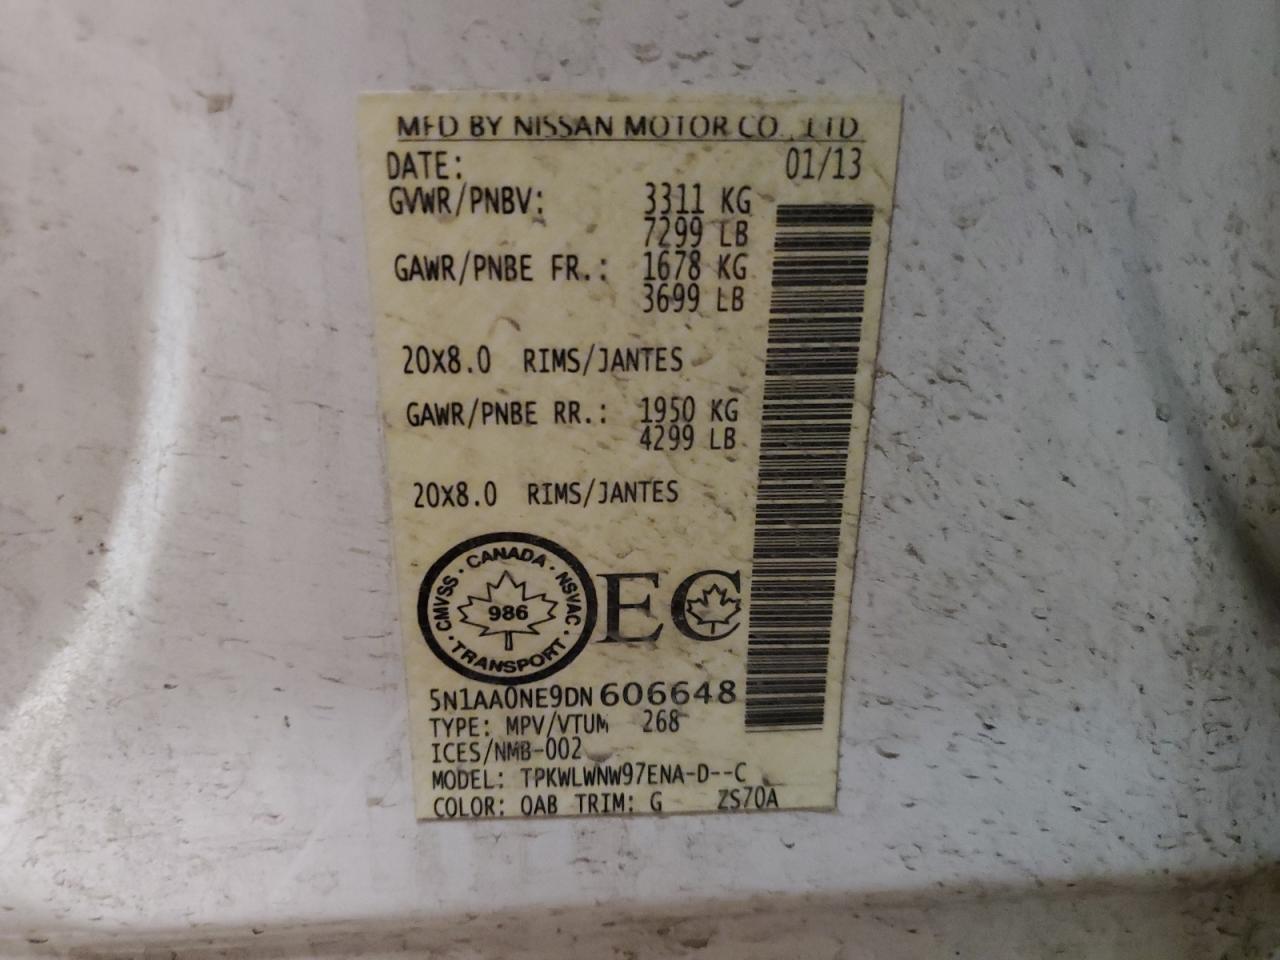 MFD BY NISSAN MOTOR CO., LTD
DATE: 01/13
GVWR/PNBV: 3311 KG
7299 LB
GAWR/PNBE FR.: 1678 KG
3699 LB
20X8.0 RIMS/JANTES
GAWR/PNBE RR.: 1950 KG
4299 LB
20X8.0 RIMS/JANTES
CMVSS · CANADA · NSVAC · TRANSPORT ·
986
EC
5N1AA0NE9DN606648
TYPE: MPV/VTUM 268
ICES/NMB-002
MODEL: TPKWLWNW97ENA-D--C
COLOR: QAB TRIM: G ZS70A